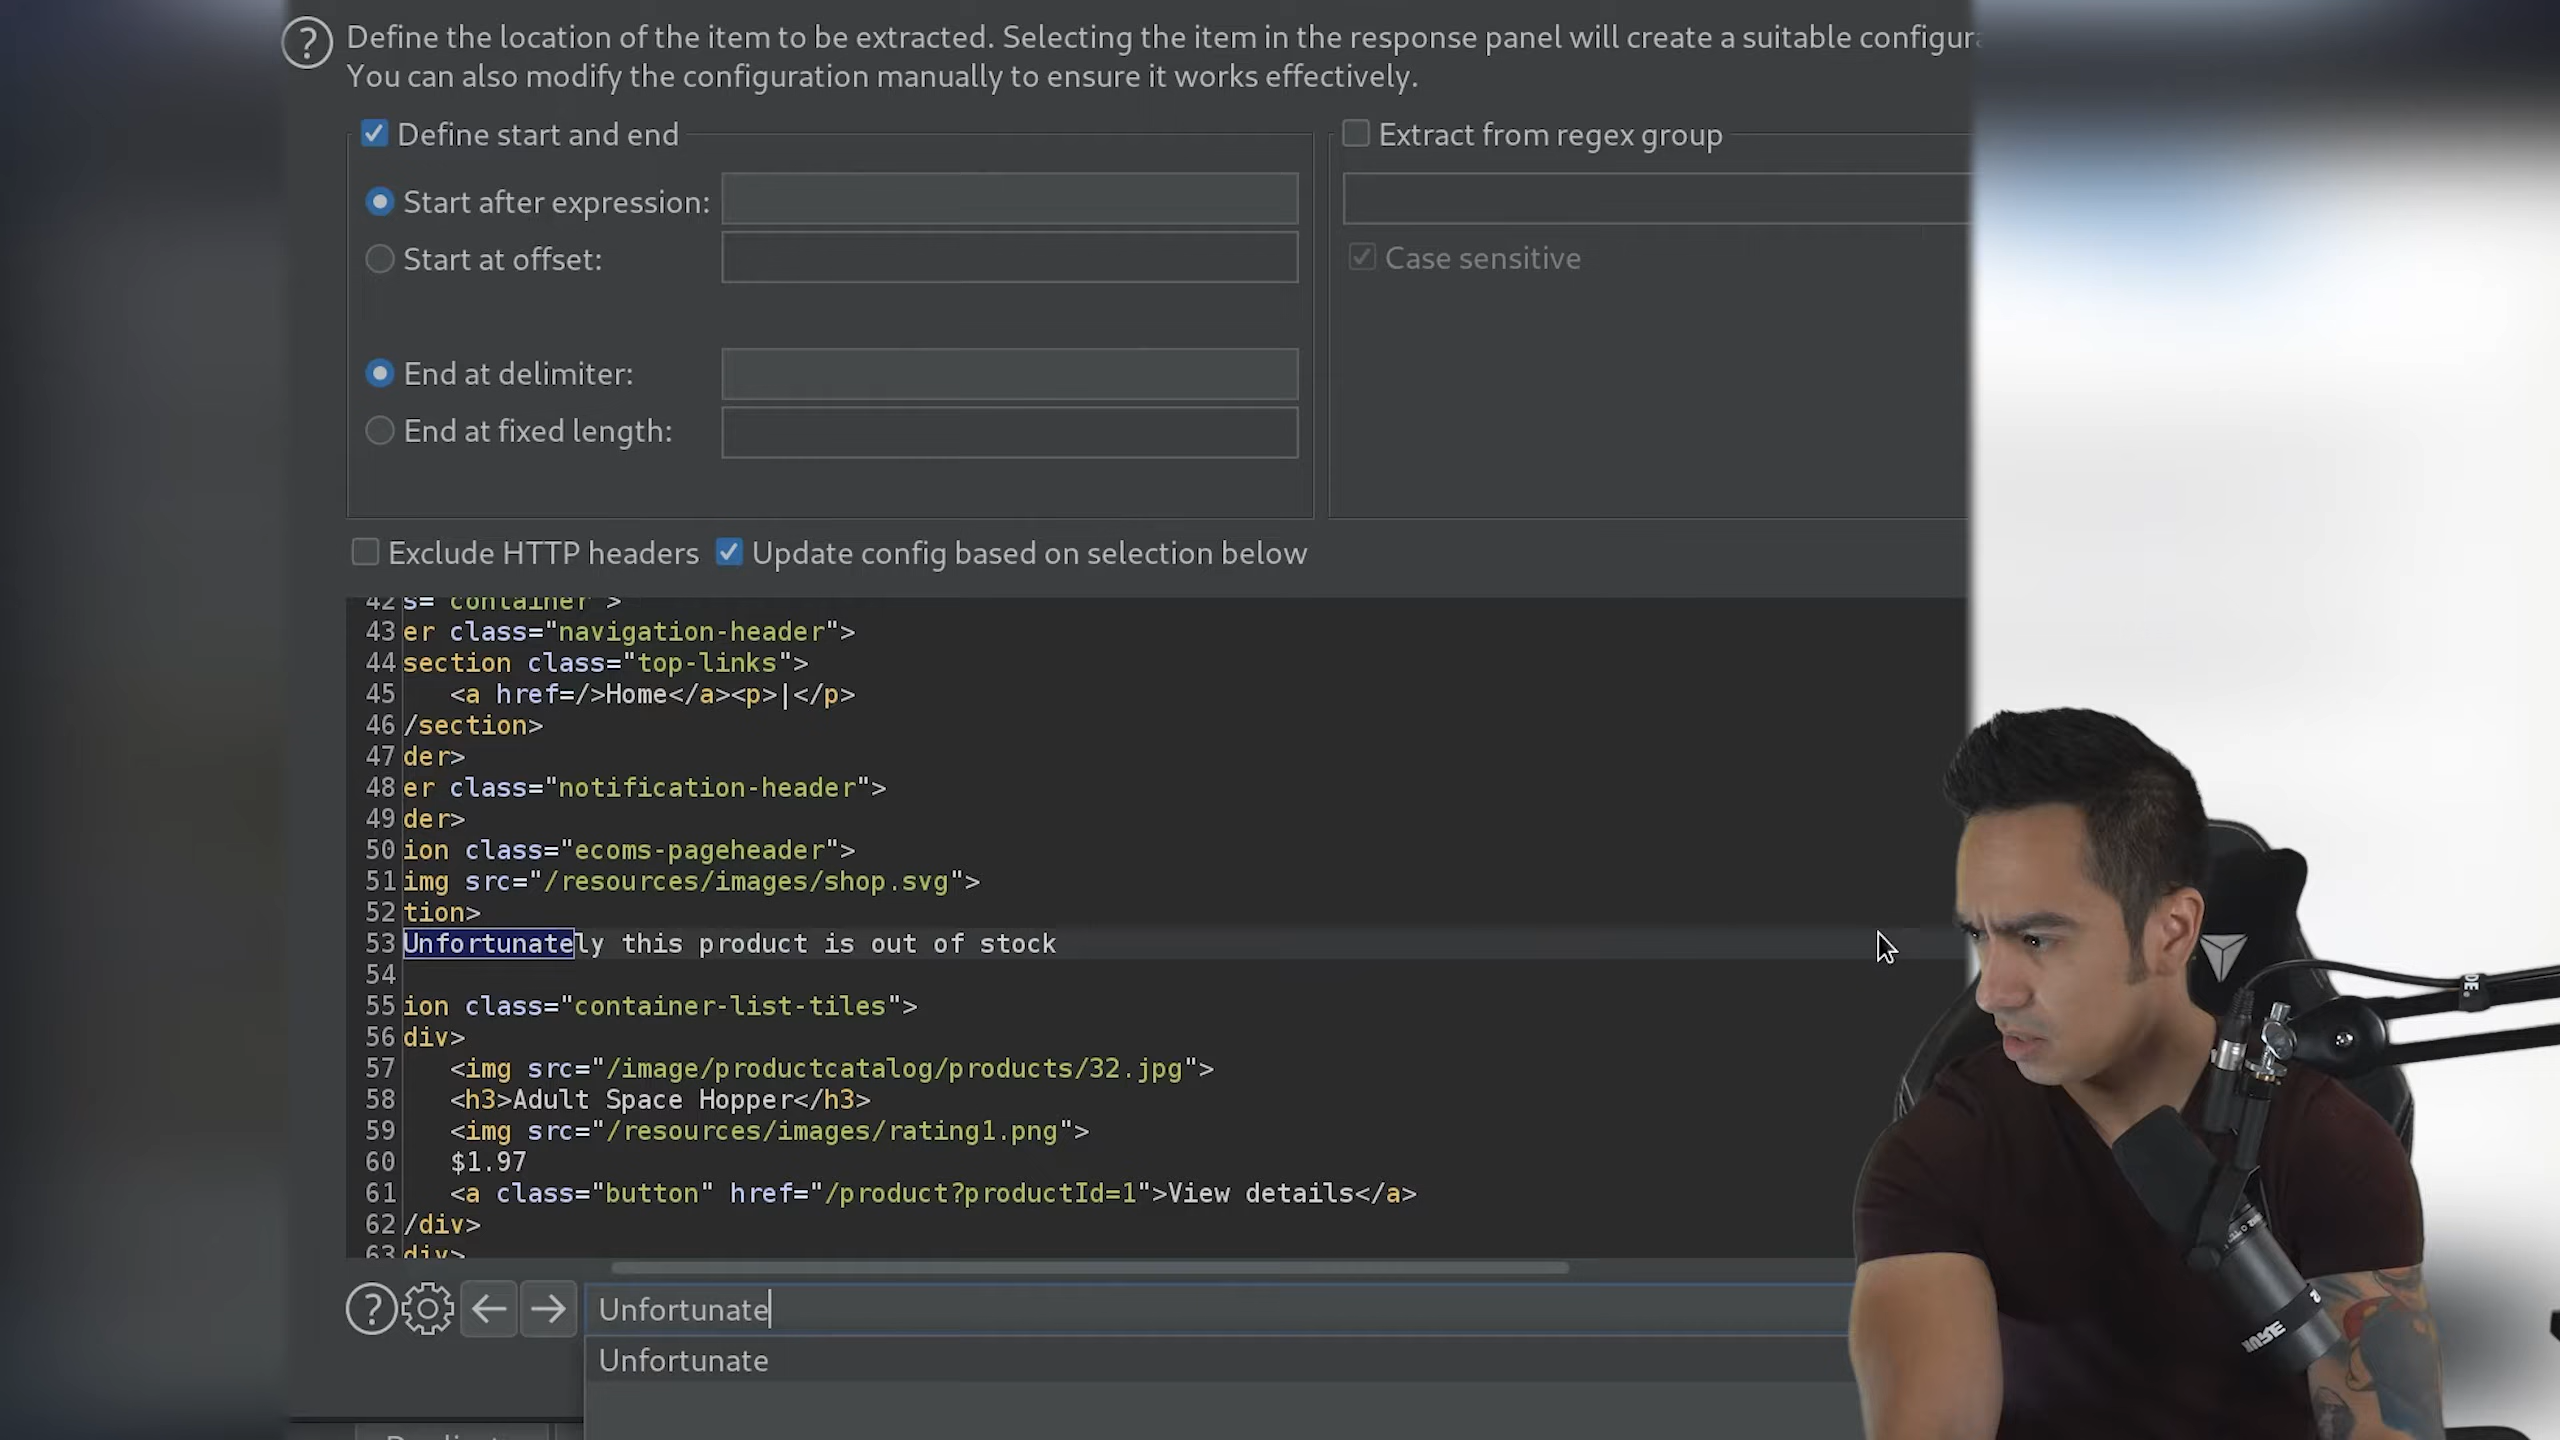 Define the location of the item to be extracted. Selecting the item in the response panel will create a suitable configura
You can also modify the configuration manually to ensure it works effectively.
Define start and end
Extract from regex group
Start after expression:
Start at offset:
Case sensitive
End at delimiter:
End at fixed length:
Exclude HTTP headers
Update config based on selection below
42 s="container">
43 er class="navigation-header">
44 section class="top-links">
45 <a href=/>Home</a><p>|</p>
46 /section>
47 der>
48 er class="notification-header">
49 der>
50 ion class="ecoms-pageheader">
51 img src="/resources/images/shop.svg">
52 tion>
53 Unfortunately this product is out of stock
54
55 ion class="container-list-tiles">
56 div>
57 <img src="/image/productcatalog/products/32.jpg">
58 <h3>Adult Space Hopper</h3>
59 <img src="/resources/images/rating1.png">
60 $1.97
61 <a class="button" href="/product?productId=1">View details</a>
62 /div>
63 div>
Unfortunate
Unfortunate